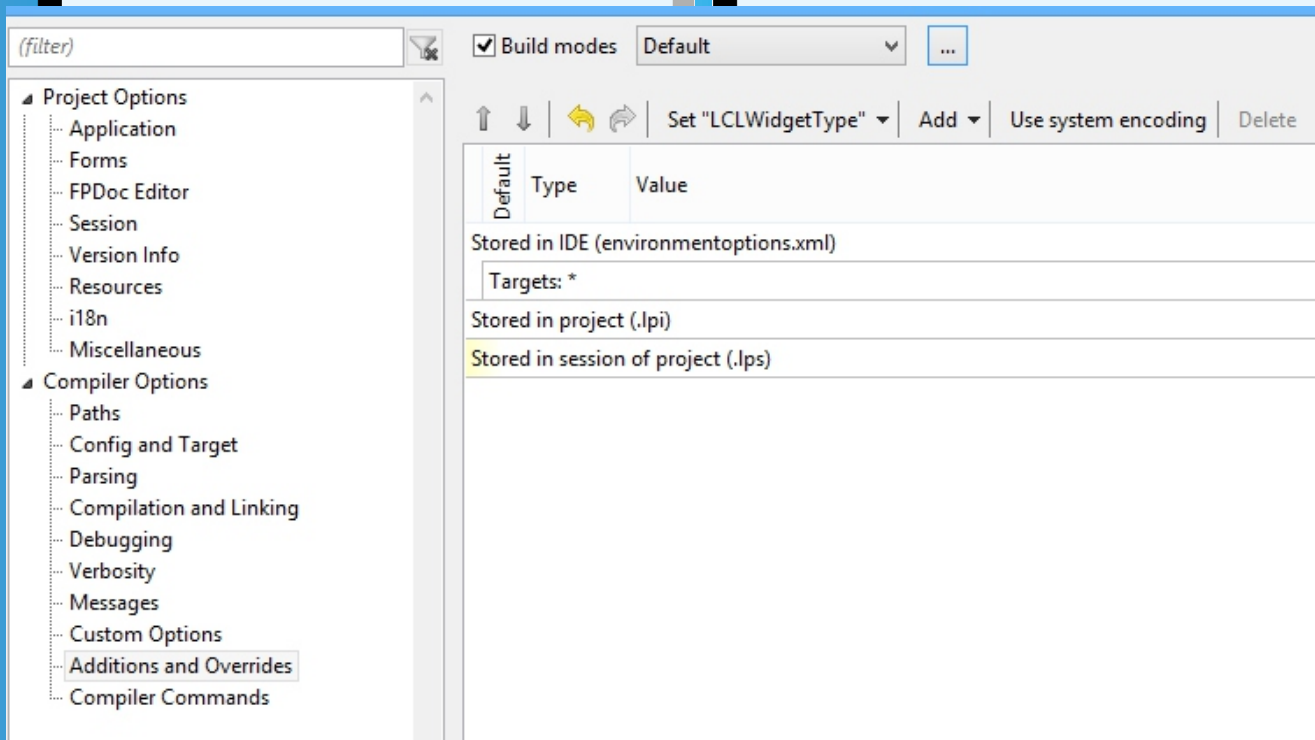 (filter)
Build modes Default ...
Project Options
Application
Forms
FPDoc Editor
Session
Version Info
Resources
i18n
Miscellaneous
Compiler Options
Paths
Config and Target
Parsing
Compilation and Linking
Debugging
Verbosity
Messages
Custom Options
Additions and Overrides
Compiler Commands
Set "LCLWidgetType" Add Use system encoding Delete
Default Type Value
Stored in IDE (environmentoptions.xml)
Targets: *
Stored in project (.lpi)
Stored in session of project (.lps)